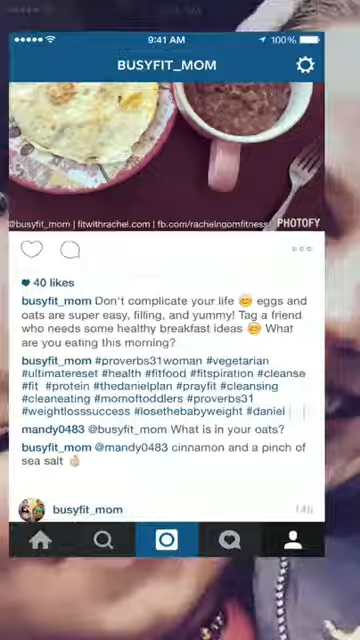 9:41 AM
100%
BUSYFIT_MOM
@busyfit_mom | fitwithrachel.com | fb.com/rachelngomfitness
PHOTOFY
40 likes
busyfit_mom Don't complicate your life 😊 eggs and
oats are super easy, filling, and yummy! Tag a friend
who needs some healthy breakfast ideas 😊 What
are you eating this morning?
busyfit_mom #proverbs31woman #vegetarian
#ultimatereset #health #fitfood #fitspiration #cleanse
#fit #protein #thedanielplan #prayfit #cleansing
#cleaneating #momoftoddlers #proverbs31
#weightlosssuccess #losethebabyweight #daniel
mandy0483 @busyfit_mom What is in your oats?
busyfit_mom @mandy0483 cinnamon and a pinch of
sea salt 👌🏻
busyfit_mom
14h